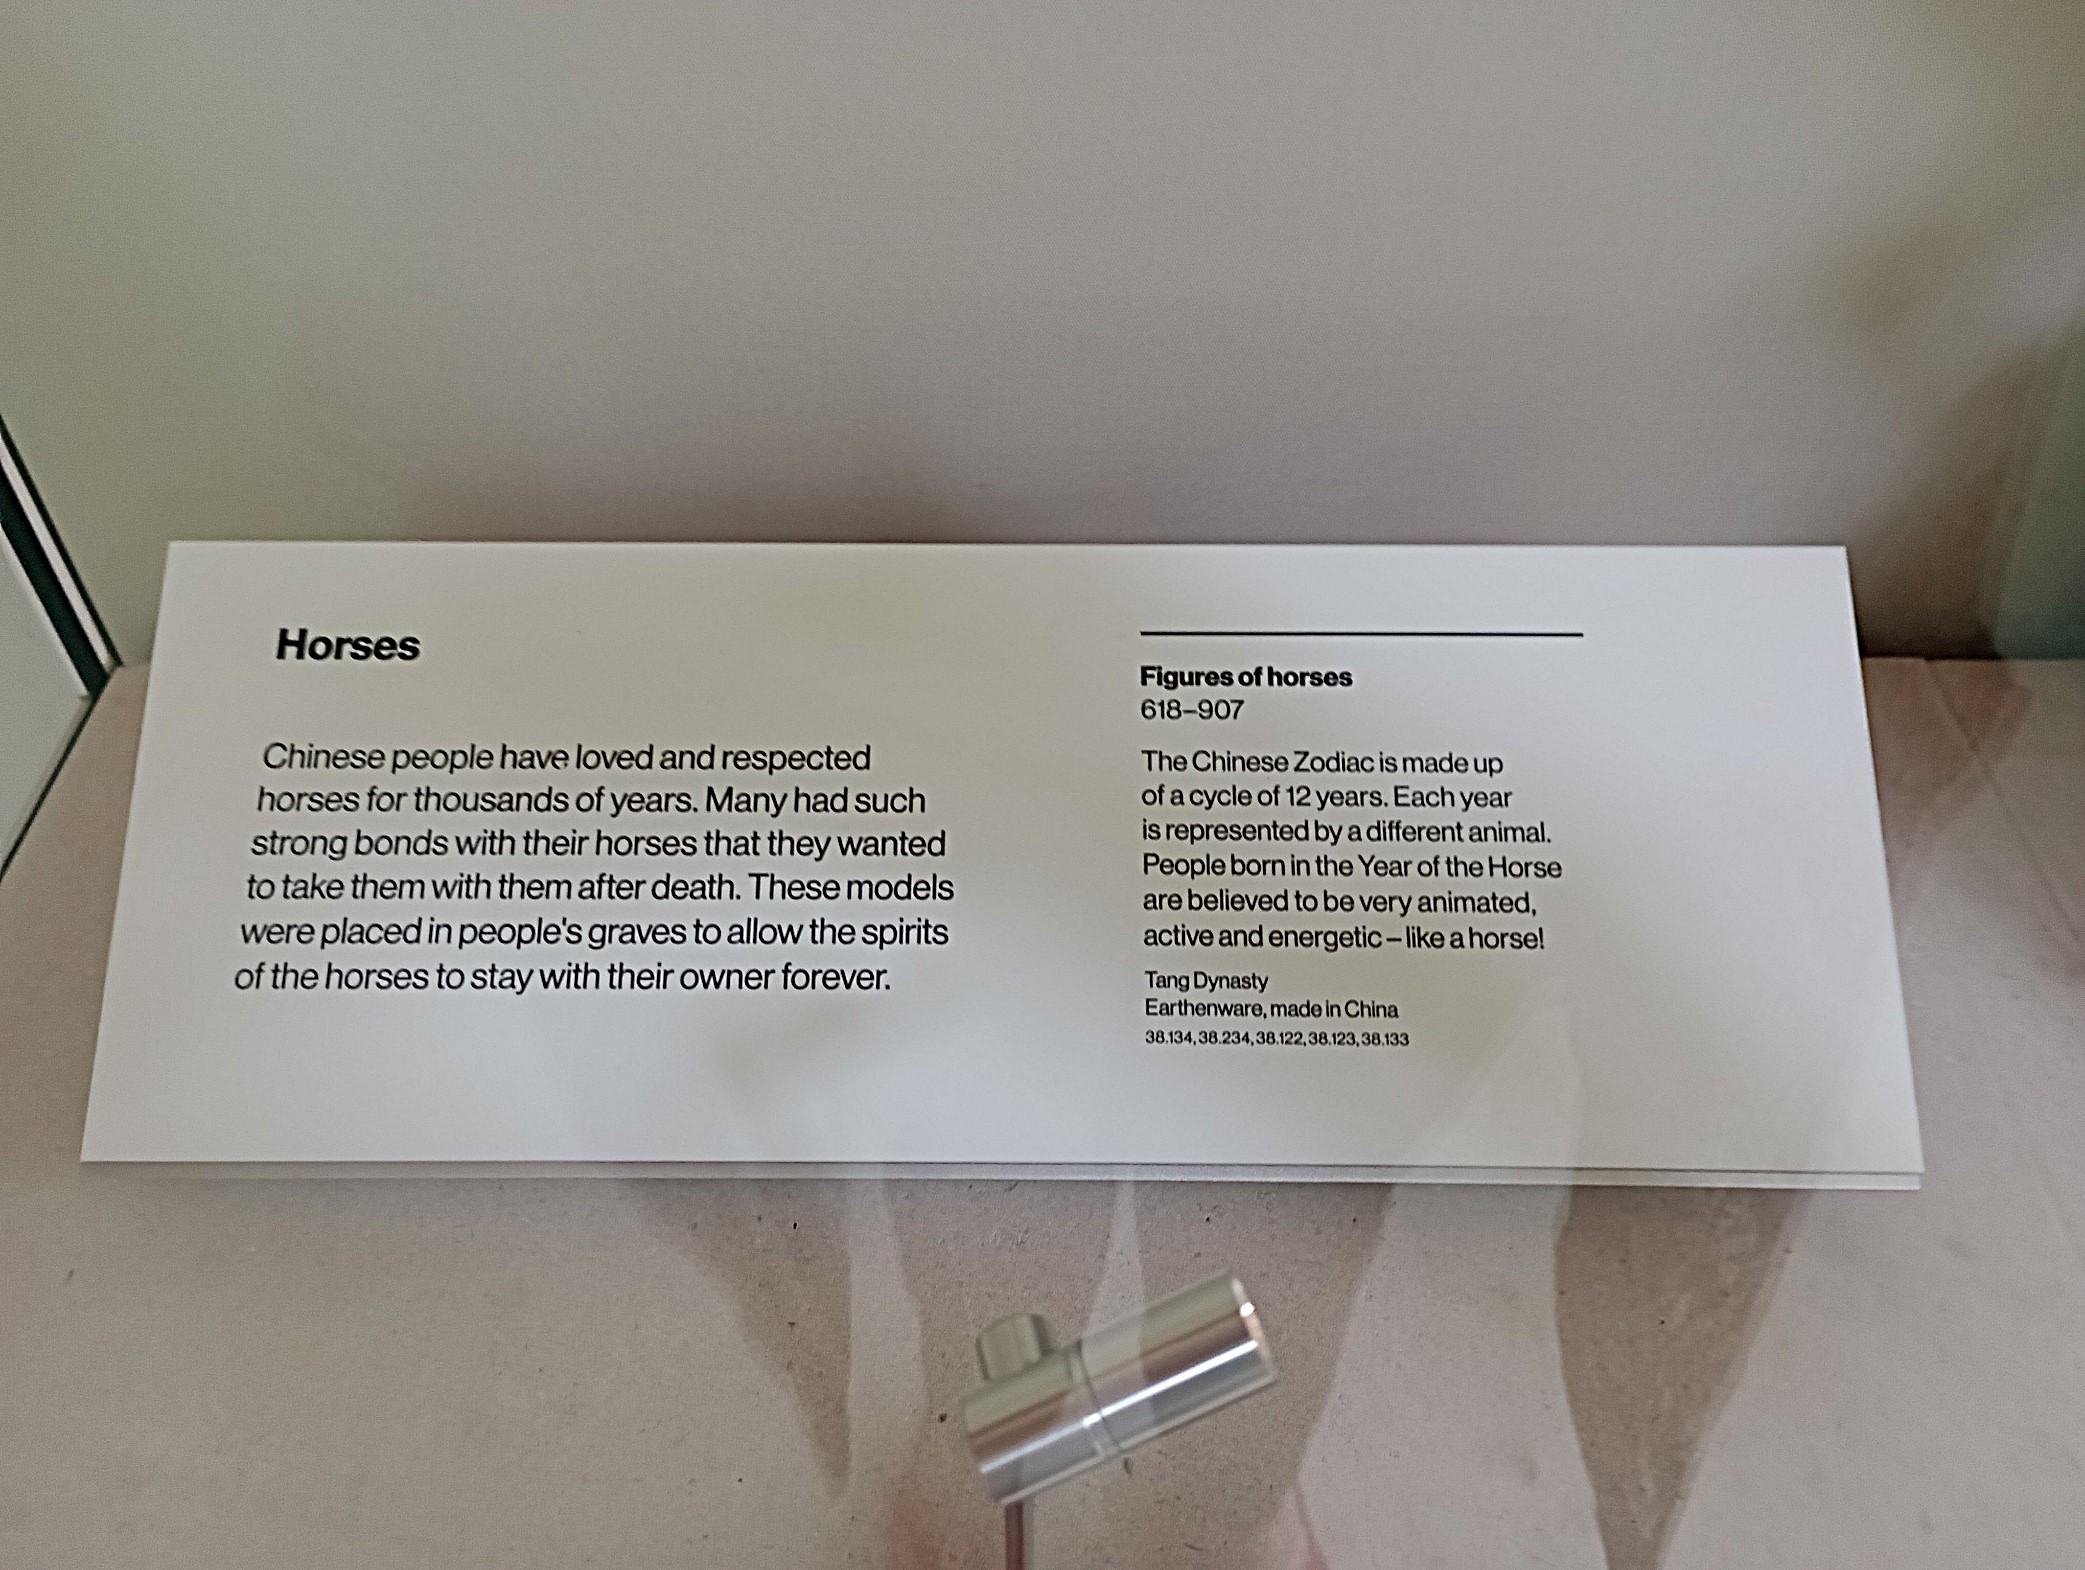 Horses
Chinese people have loved and respected
horses for thousands of years. Many had such
strong bonds with their horses that they wanted
to take them with them after death. These models
were placed in people's graves to allow the spirits
of the horses to stay with their owner forever.
Figures of horses
618–907
The Chinese Zodiac is made up
of a cycle of 12 years. Each year
is represented by a different animal.
People born in the Year of the Horse
are believed to be very animated,
active and energetic – like a horse!
Tang Dynasty
Earthenware, made in China
38.134, 38.234, 38.122, 38.123, 38.133